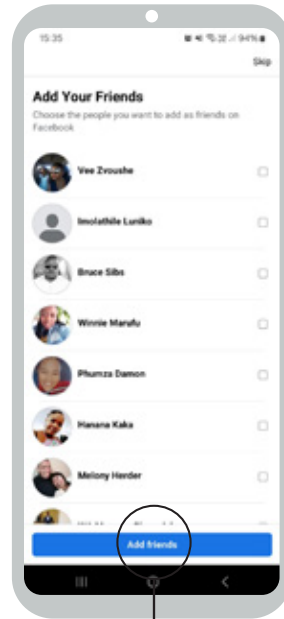 15:35
94%
Skip
Add Your Friends
Choose the people you want to add as friends on
Facebook
Vee Zvoushe
Imolathile Luniko
Bruce Sibs
Winnie Marufu
Phumza Damon
Hanana Kaka
Melony Herder
Add friends